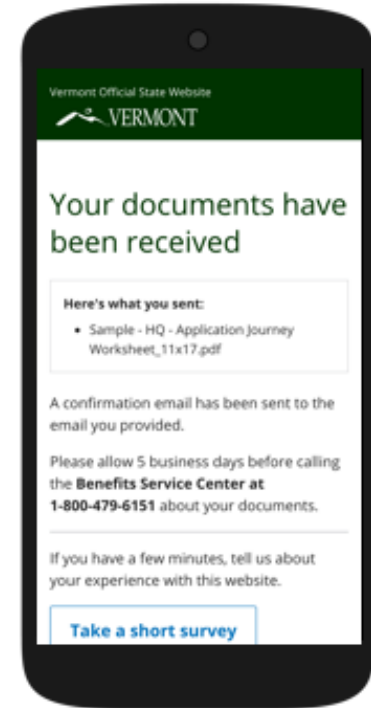 Vermont Official State Website
VERMONT
Your documents have
been received
Here's what you sent:
• Sample - HQ - Application Journey
Worksheet_11x17.pdf
A confirmation email has been sent to the
email you provided.
Please allow 5 business days before calling
the Benefits Service Center at
1-800-479-6151 about your documents.
If you have a few minutes, tell us about
your experience with this website.
Take a short survey